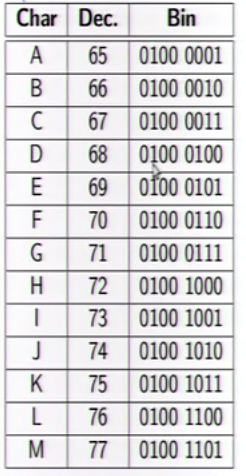 Char Dec. Bin
A 65 0100 0001
B 66 0100 0010
C 67 0100 0011
D 68 0100 0100
E 69 0100 0101
F 70 0100 0110
G 71 0100 0111
H 72 0100 1000
I 73 0100 1001
J 74 0100 1010
K 75 0100 1011
L 76 0100 1100
M 77 0100 1101